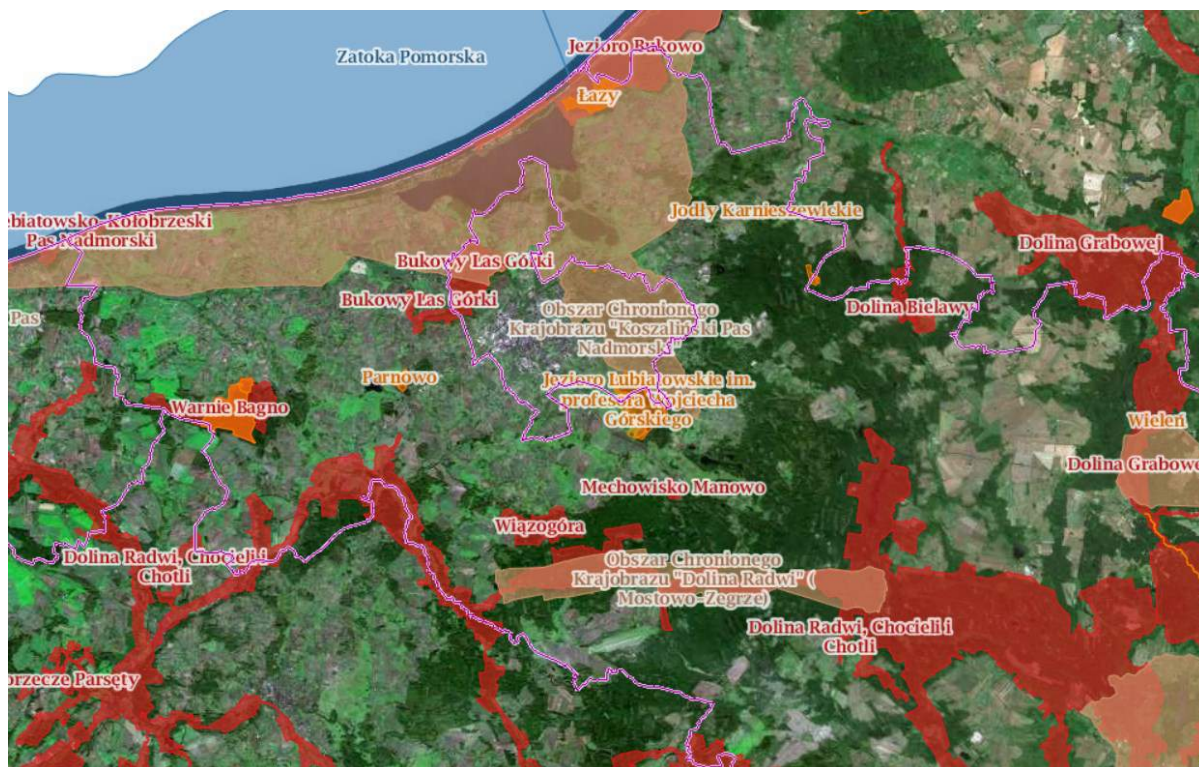 Zatoka Pomorska
Jezioro Bukowo
Łazy
Jodły Karnieszewickie
ebiatowsko-Kołobrzeski
Pas Nadmorski
Dolina Grabowej
Bukowy Las Górki
Bukowy Las Górki
Dolina Bielawy
Pas
Obszar Chronionego
Krajobrazu "Koszaliński Pas
Nadmorski"
Parnowo
Jezioro Lubiatowskie im.
profesora Wojciecha
Górskiego
Warnie Bagno
Wieleń
Dolina Grabowe
Mechowisko Manowo
Wiązogóra
Dolina Radwi, Chocieli i
Chotli
Obszar Chronionego
Krajobrazu "Dolina Radwi" (
Mostowo-Zegrze)
Dolina Radwi, Chocieli i
Chotli
orzecze Parsęty